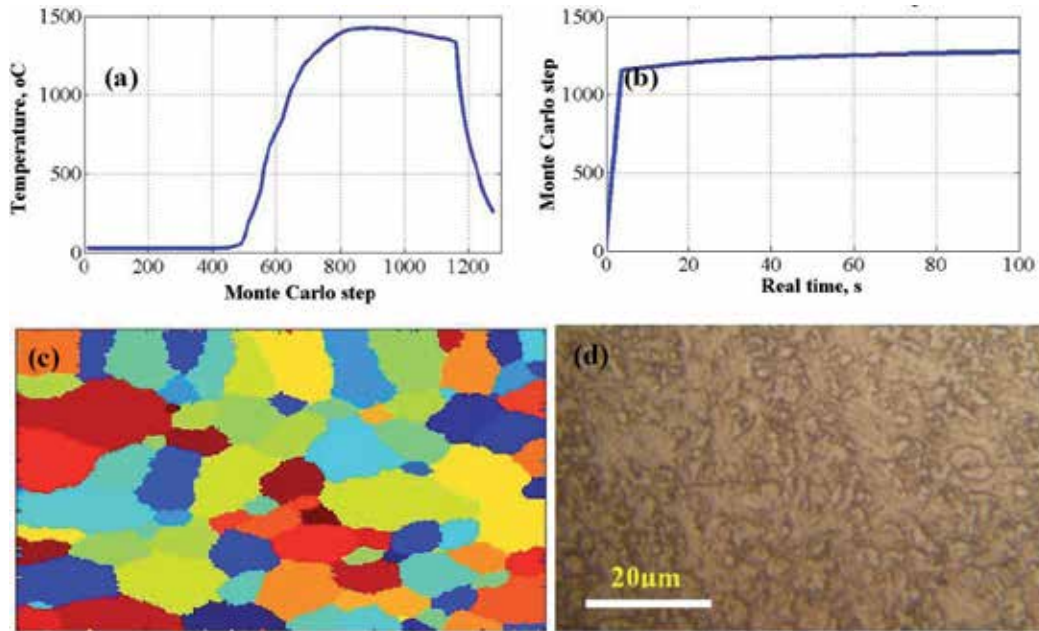 1500
(a)
1000
500
0
Temperature, oC
0 200 400 600 800 1000 1200
Monte Carlo step
1500
(b)
1000
500
0
Monte Carlo step
0 20 40 60 80 100
Real time, s
(c)
(d)
20µm